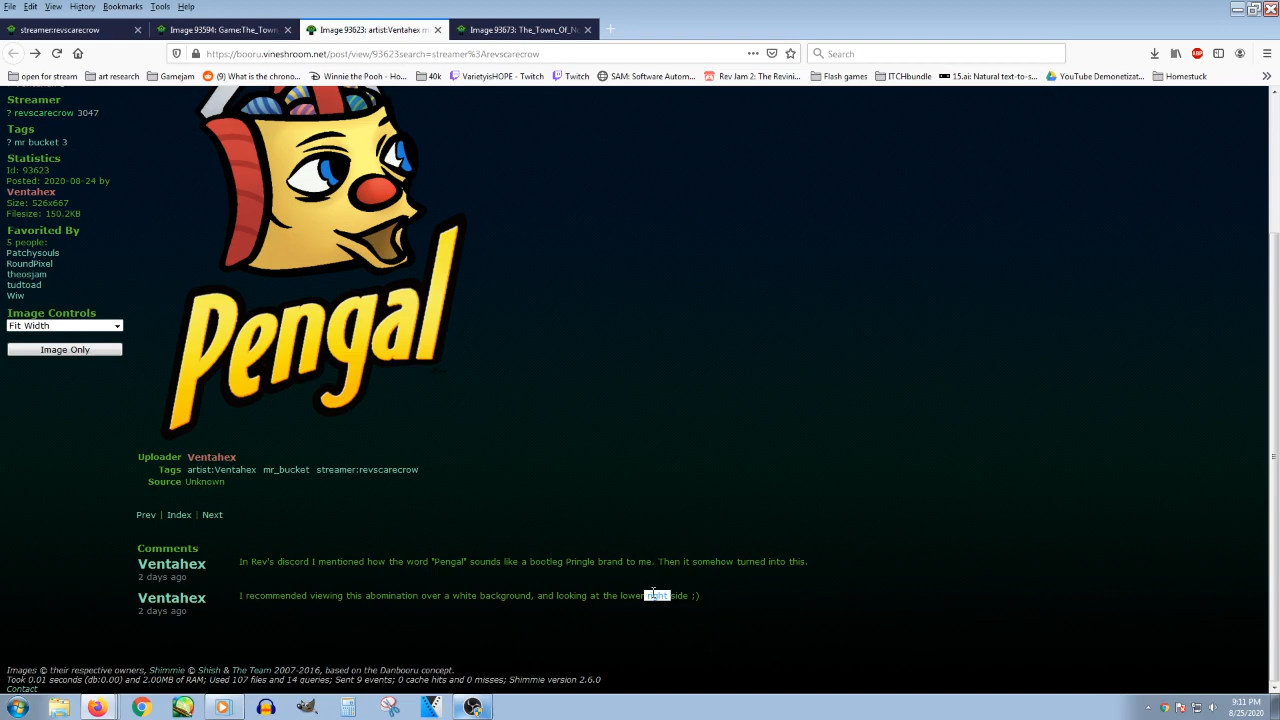 File Edit View History Bookmarks Tools Help
streamer:revscarecrow
Image 93594: Game:The_Town_
Image 93623: artist:Ventahex m
Image 93673: The_Town_Of_N
https://booru.vineshroom.net/post/view/93623search=streamer%3Arevscarecrow
Search
open for stream
art research
Gamejam
(9) What is the chrono...
Winnie the Pooh - Ho...
40k
VarietyisHOPE - Twitch
Twitch
SAM: Software Autom...
Rev Jam 2: The Revini...
Flash games
ITCHbundle
15.ai: Natural text-to-s...
YouTube Demonetizat...
Homestuck
Streamer
? revscarecrow 3047
Tags
? mr bucket 3
Statistics
Id: 93623
Posted: 2020-08-24 by
Ventahex
Size: 526x667
Filesize: 150.2KB
Favorited By
5 people:
Patchysouls
RoundPixel
theosjam
tudtoad
Wiw
Image Controls
Fit Width
Image Only
Pengal
Uploader Ventahex
Tags artist:Ventahex mr_bucket streamer:revscarecrow
Source Unknown
Prev | Index | Next
Comments
Ventahex In Rev's discord I mentioned how the word "Pengal" sounds like a bootleg Pringle brand to me. Then it somehow turned into this.
2 days ago
Ventahex I recommended viewing this abomination over a white background, and looking at the lower right side ;)
2 days ago
Images © their respective owners, Shimmie © Shish & The Team 2007-2016, based on the Danbooru concept.
Took 0.01 seconds (db:0.00) and 2.00MB of RAM; Used 107 files and 14 queries; Sent 9 events; 0 cache hits and 0 misses; Shimmie version 2.6.0
Contact
9:11 PM
8/25/2020